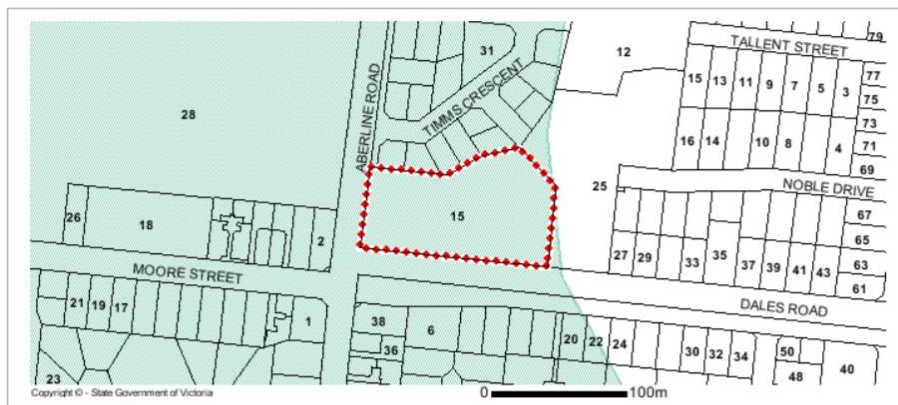 79
TALLENT STREET
31
12
77
15 13 11 9 7 5 3
75
ABERLINE ROAD
TIMMS CRESCENT
28
73
16 14 10 8 4
71
69
25
NOBLE DRIVE
15
67
26
18
2
65
27 29 33 35 37 39 41 43
63
MOORE STREET
61
DALES ROAD
21 19 17
1
38
6
20 22 24
36
30 32 34
50
40
48
23
Copyright © - State Government of Victoria
0 100m